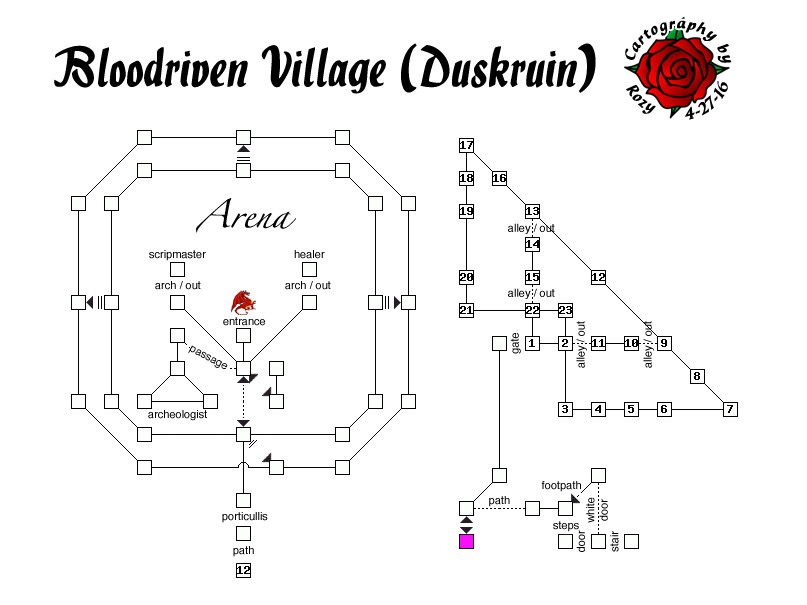 Bloodriven Village (Duskruin)
Cartography by
Rozy 4-27-16
Arena
scripmaster
healer
arch / out
arch / out
entrance
passage
archeologist
porticullis
path
12
17
18
16
19
13
alley / out
14
20
15
12
alley / out
21
22
23
gate
1
2
11
10
9
alley / out
alley / out
8
3
4
5
6
7
footpath
path
white door
steps
door
stair